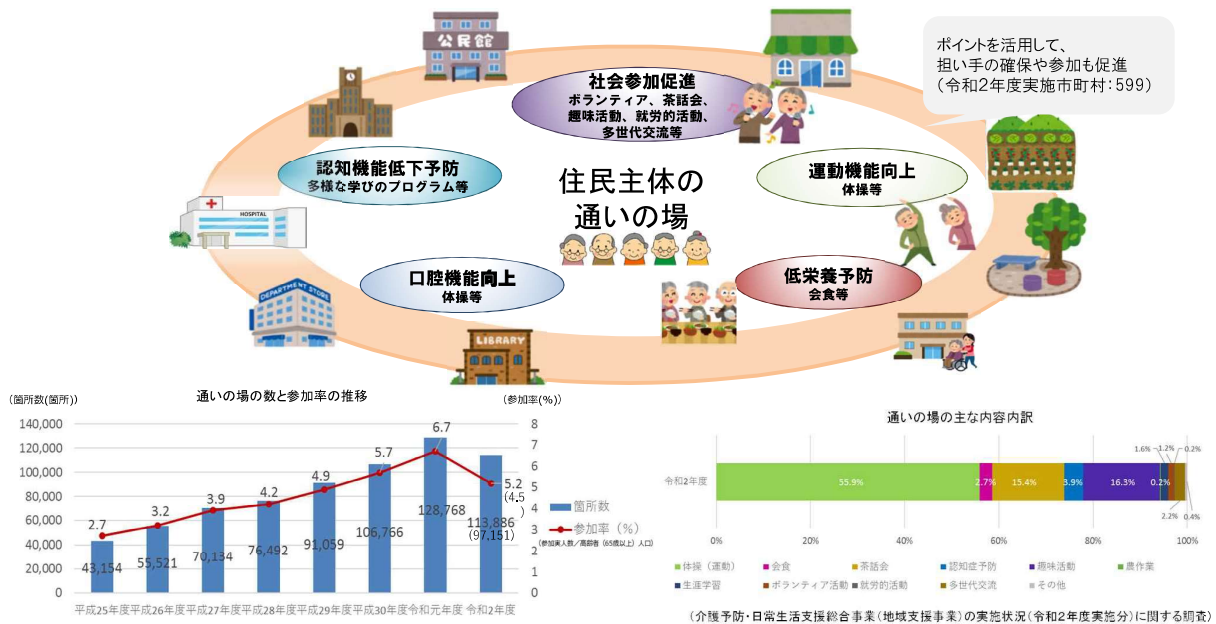 公民館
ポイントを活用して、
担い手の確保や参加も促進
(令和2年度実施市町村:599)
社会参加促進
ボランティア、茶話会、
趣味活動、就労的活動、
多世代交流等
認知機能低下予防
多様な学びのプログラム等
住民主体の
通いの場
運動機能向上
体操等
HOSPITAL
口腔機能向上
体操等
低栄養予防
会食等
DEPARTMENT STORE
LIBRARY
通いの場の数と参加率の推移
(箇所数(箇所))
(参加率(%))
140,000
120,000
100,000
80,000
60,000
40,000
20,000
0
8
7
6
5
4
3
2
1
0
2.7
3.2
3.9
4.2
4.9
5.7
6.7
5.2
(4.5
)
43,154
55,521
70,134
76,492
91,059
106,766
128,768
113,886
(97,151)
平成25年度
平成26年度
平成27年度
平成28年度
平成29年度
平成30年度
令和元年度
令和2年度
箇所数
参加率(%)
(参加実人数/高齢者(65歳以上)人口)
通いの場の主な内容内訳
令和2年度
55.9%
2.7%
15.4%
3.9%
16.3%
1.6%
0.2%
1.2%
2.2%
0.2%
0.4%
0%
20%
40%
60%
80%
100%
体操(運動)
会食
茶話会
認知症予防
趣味活動
農作業
生涯学習
ボランティア活動
就労的活動
多世代交流
その他
(介護予防・日常生活支援総合事業(地域支援事業)の実施状況(令和2年度実施分)に関する調査)